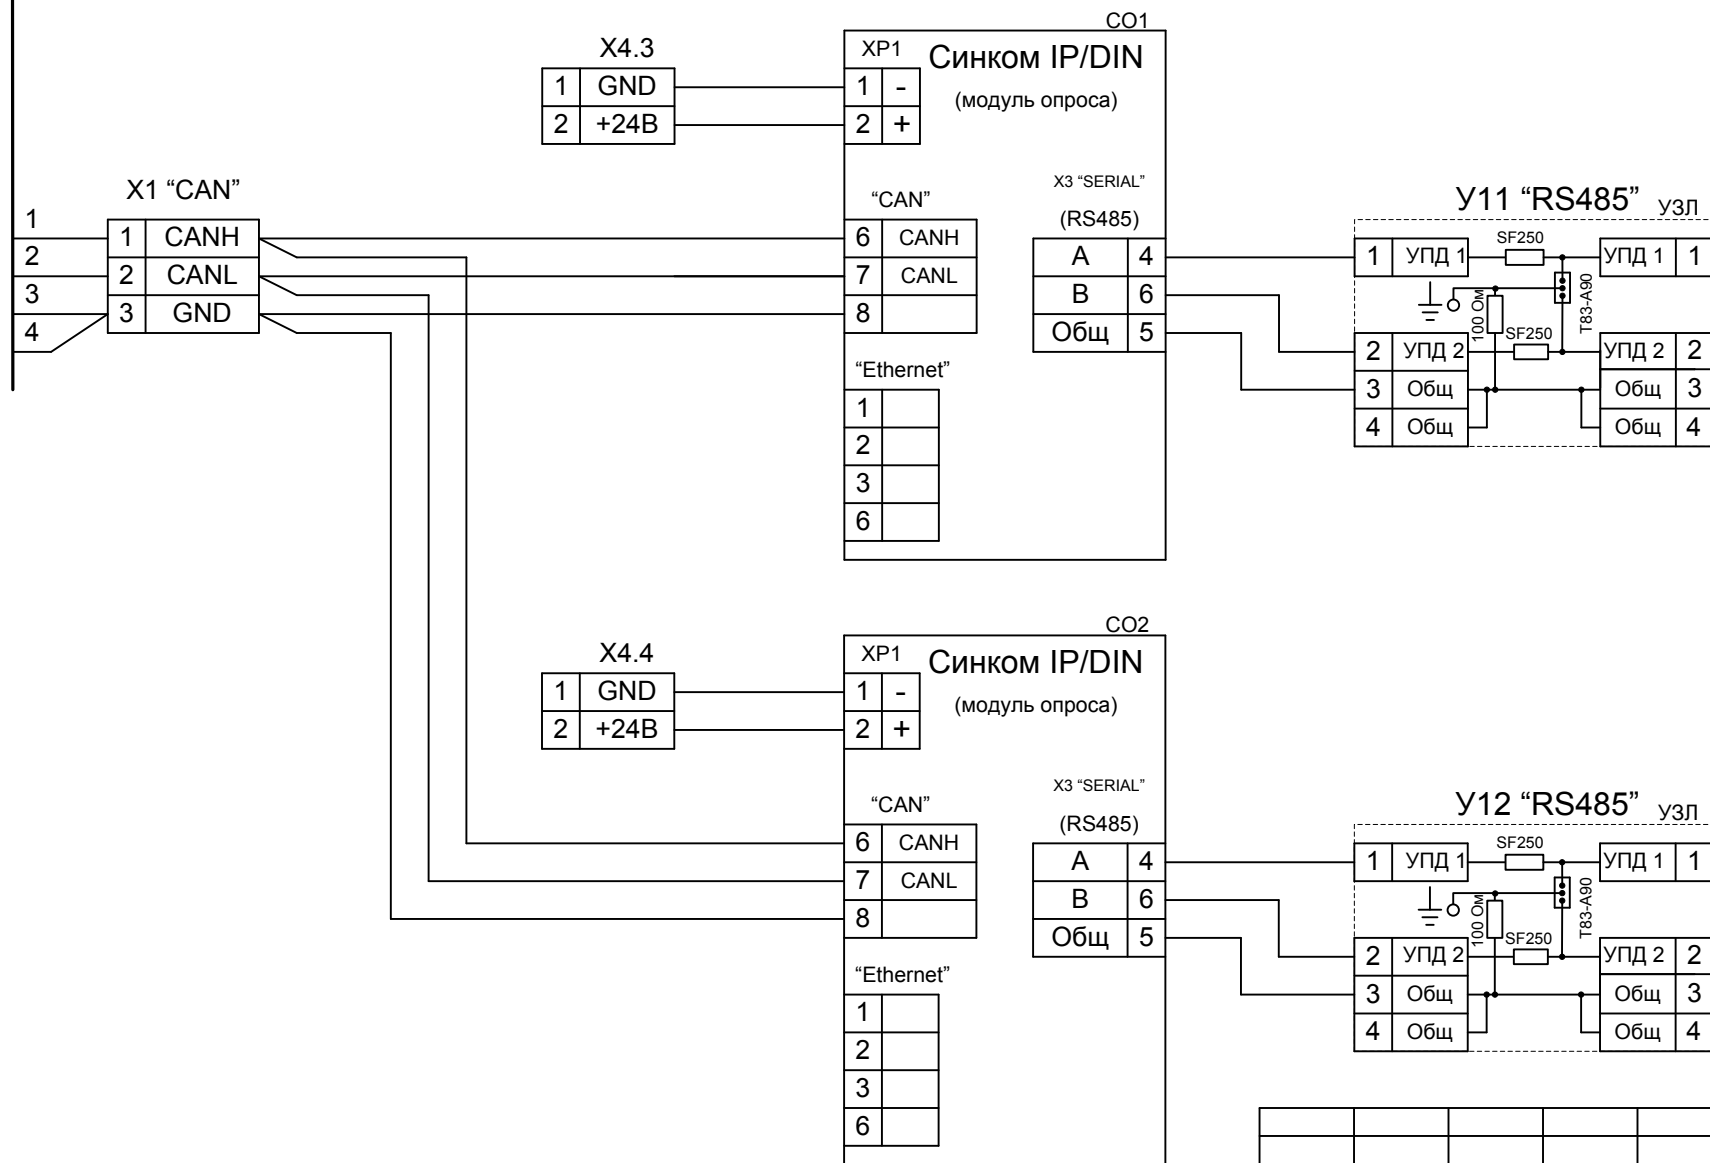 CO1
X4.3
1 GND
2 +24В
XP1
Синком IP/DIN
(модуль опроса)
1 -
2 +
X1 “CAN”
1
2
3
4
1 CANH
2 CANL
3 GND
“CAN”
6 CANH
7 CANL
8
X3 “SERIAL”
(RS485)
A 4
B 6
Общ 5
“Ethernet”
1
2
3
6
У11 “RS485” УЗЛ
1 УПД 1 SF250 УПД 1 1
100 Ом
T83-A90
2 УПД 2 SF250 УПД 2 2
3 Общ Общ 3
4 Общ Общ 4
CO2
X4.4
1 GND
2 +24В
XP1
Синком IP/DIN
(модуль опроса)
1 -
2 +
“CAN”
6 CANH
7 CANL
8
X3 “SERIAL”
(RS485)
A 4
B 6
Общ 5
“Ethernet”
1
2
3
6
У12 “RS485” УЗЛ
1 УПД 1 SF250 УПД 1 1
100 Ом
T83-A90
2 УПД 2 SF250 УПД 2 2
3 Общ Общ 3
4 Общ Общ 4